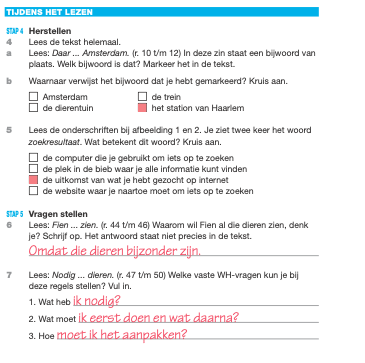 TIJDENS HET LEZEN
STAP 4 Herstellen
4 Lees de tekst helemaal.
a Lees: Daar ... Amsterdam. (r. 10 t/m 12) In deze zin staat een bijwoord van
plaats. Welk bijwoord is dat? Markeer het in de tekst.
b Waarnaar verwijst het bijwoord dat je hebt gemarkeerd? Kruis aan.
Amsterdam de trein
de dierentuin het station van Haarlem
5 Lees de onderschriften bij afbeelding 1 en 2. Je ziet twee keer het woord
zoekresultaat. Wat betekent dit woord? Kruis aan.
de computer die je gebruikt om iets op te zoeken
de plek in de bieb waar je alle informatie kunt vinden
de uitkomst van wat je hebt gezocht op internet
de website waar je naartoe moet om iets op te zoeken
STAP 5 Vragen stellen
6 Lees: Fien ... zien. (r. 44 t/m 46) Waarom wil Fien al die dieren zien, denk
je? Schrijf op. Het antwoord staat niet precies in de tekst.
Omdat die dieren bijzonder zijn.
7 Lees: Nodig ... dieren. (r. 47 t/m 50) Welke vaste WH-vragen kun je bij
deze regels stellen? Vul in.
1. Wat heb ik nodig?
2. Wat moet ik eerst doen en wat daarna?
3. Hoe moet ik het aanpakken?